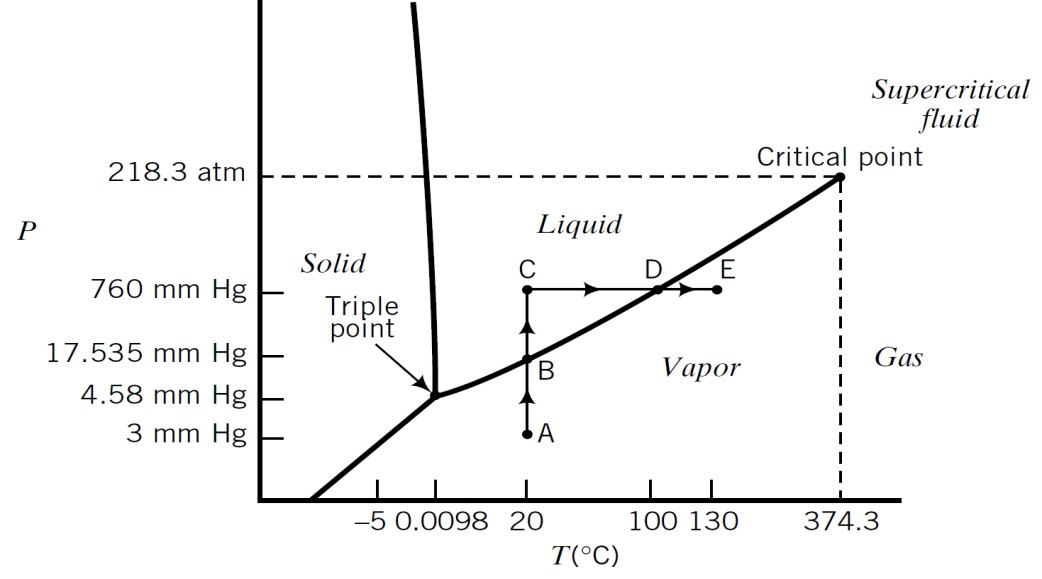 Supercritical
fluid
Critical point
218.3 atm
P
Liquid
Solid
C
D
E
760 mm Hg
Triple
point
17.535 mm Hg
B
Vapor
Gas
4.58 mm Hg
3 mm Hg
A
−5 0.0098 20 100 130 374.3
T(°C)